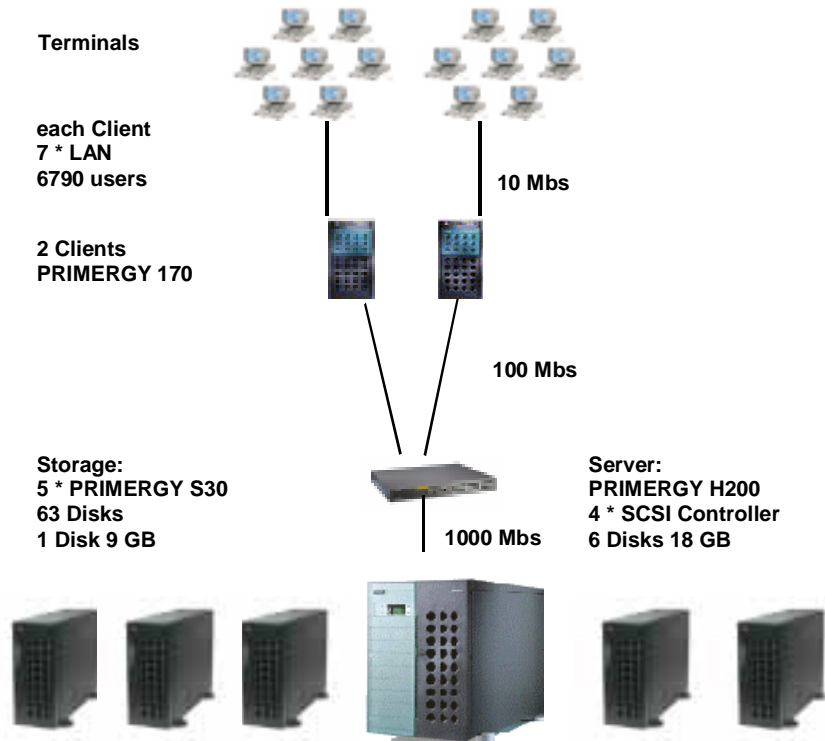 Terminals
each Client
7 * LAN
6790 users
10 Mbs
2 Clients
PRIMERGY 170
100 Mbs
Storage:
5 * PRIMERGY S30
63 Disks
1 Disk 9 GB
Server:
PRIMERGY H200
4 * SCSI Controller
6 Disks 18 GB
1000 Mbs